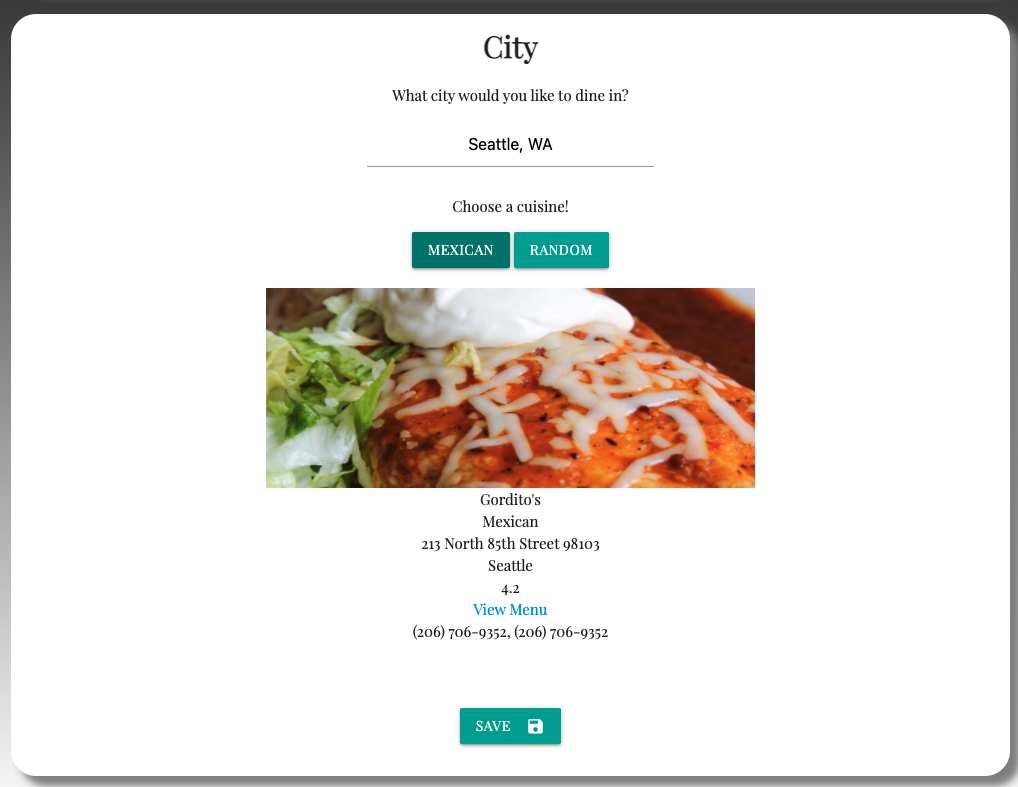 City
What city would you like to dine in?
Seattle, WA
Choose a cuisine!
MEXICAN RANDOM
Gordito's
Mexican
213 North 85th Street 98103
Seattle
4.2
View Menu
(206) 706-9352, (206) 706-9352
SAVE